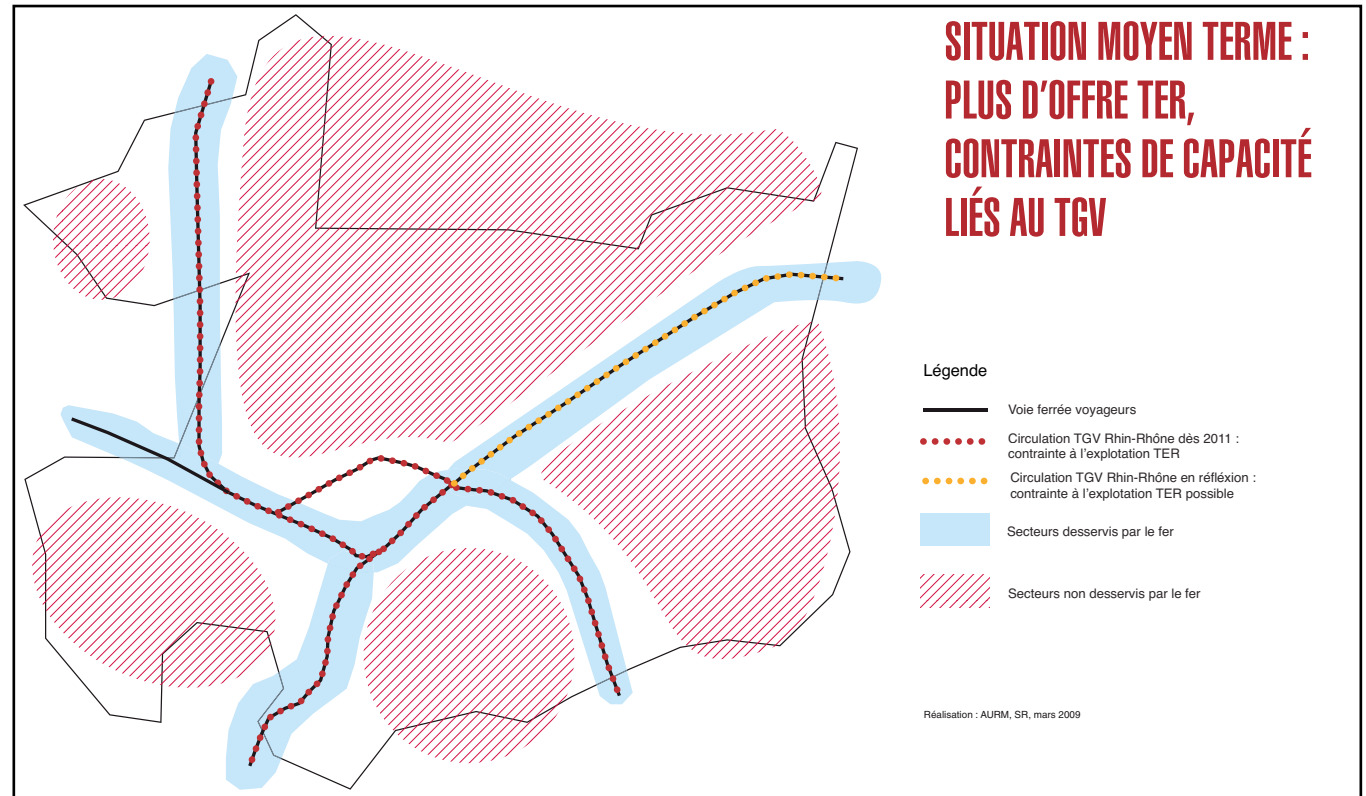 SITUATION MOYEN TERME :
PLUS D'OFFRE TER,
CONTRAINTES DE CAPACITÉ
LIÉS AU TGV
Légende
Voie ferrée voyageurs
Circulation TGV Rhin-Rhône dès 2011 :
contrainte à l'explotation TER
Circulation TGV Rhin-Rhône en réfléxion :
contrainte à l'explotation TER possible
Secteurs desservis par le fer
Secteurs non desservis par le fer
Réalisation : AURM, SR, mars 2009